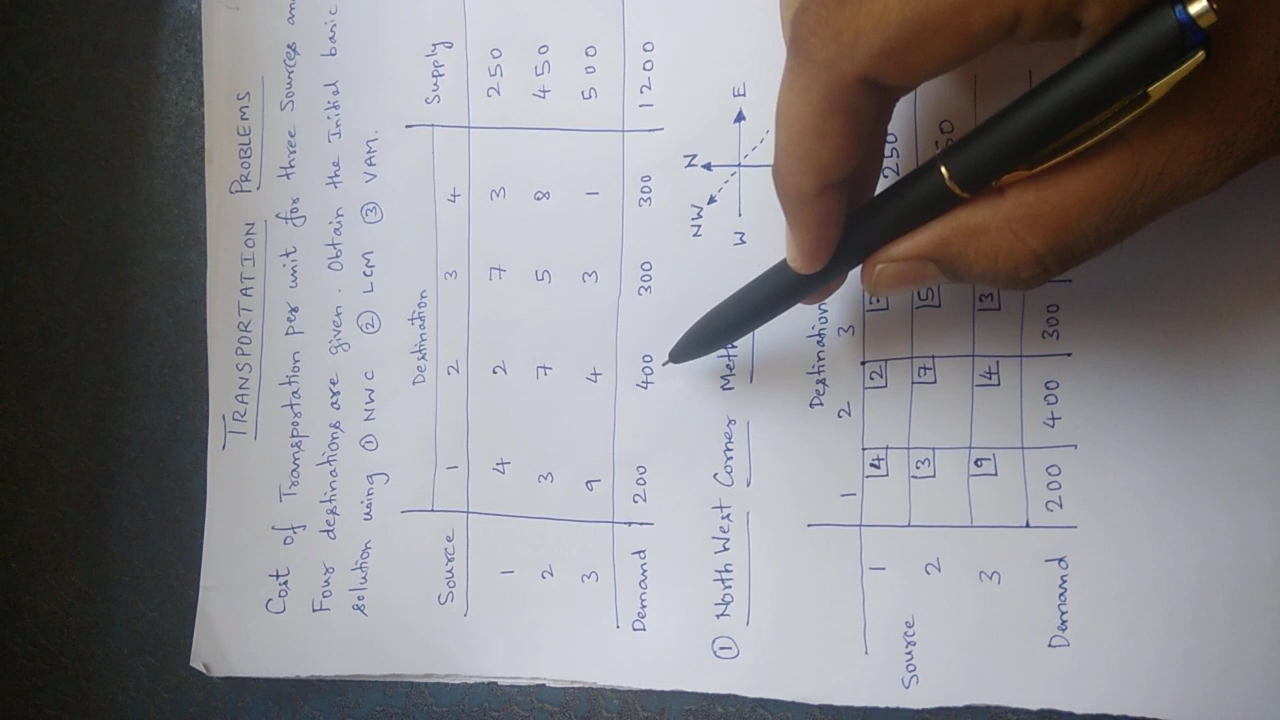 TRANSPORTATION PROBLEMS
Cost of Transportation per unit for three Sources and
Four destinations are given. Obtain the Initial basic
solution using ① NWC ② LCM ③ VAM.
Destination
Source 1 2 3 4 Supply
1 4 2 7 3 250
2 3 7 5 8 450
3 9 4 3 1 500
Demand 200 400 300 300 1200
① North West Corner
N
NW
W E
Destination
1 2 3
Source
1 4 2 250
2 3 7 5
3 9 4 3
Demand 200 400 300